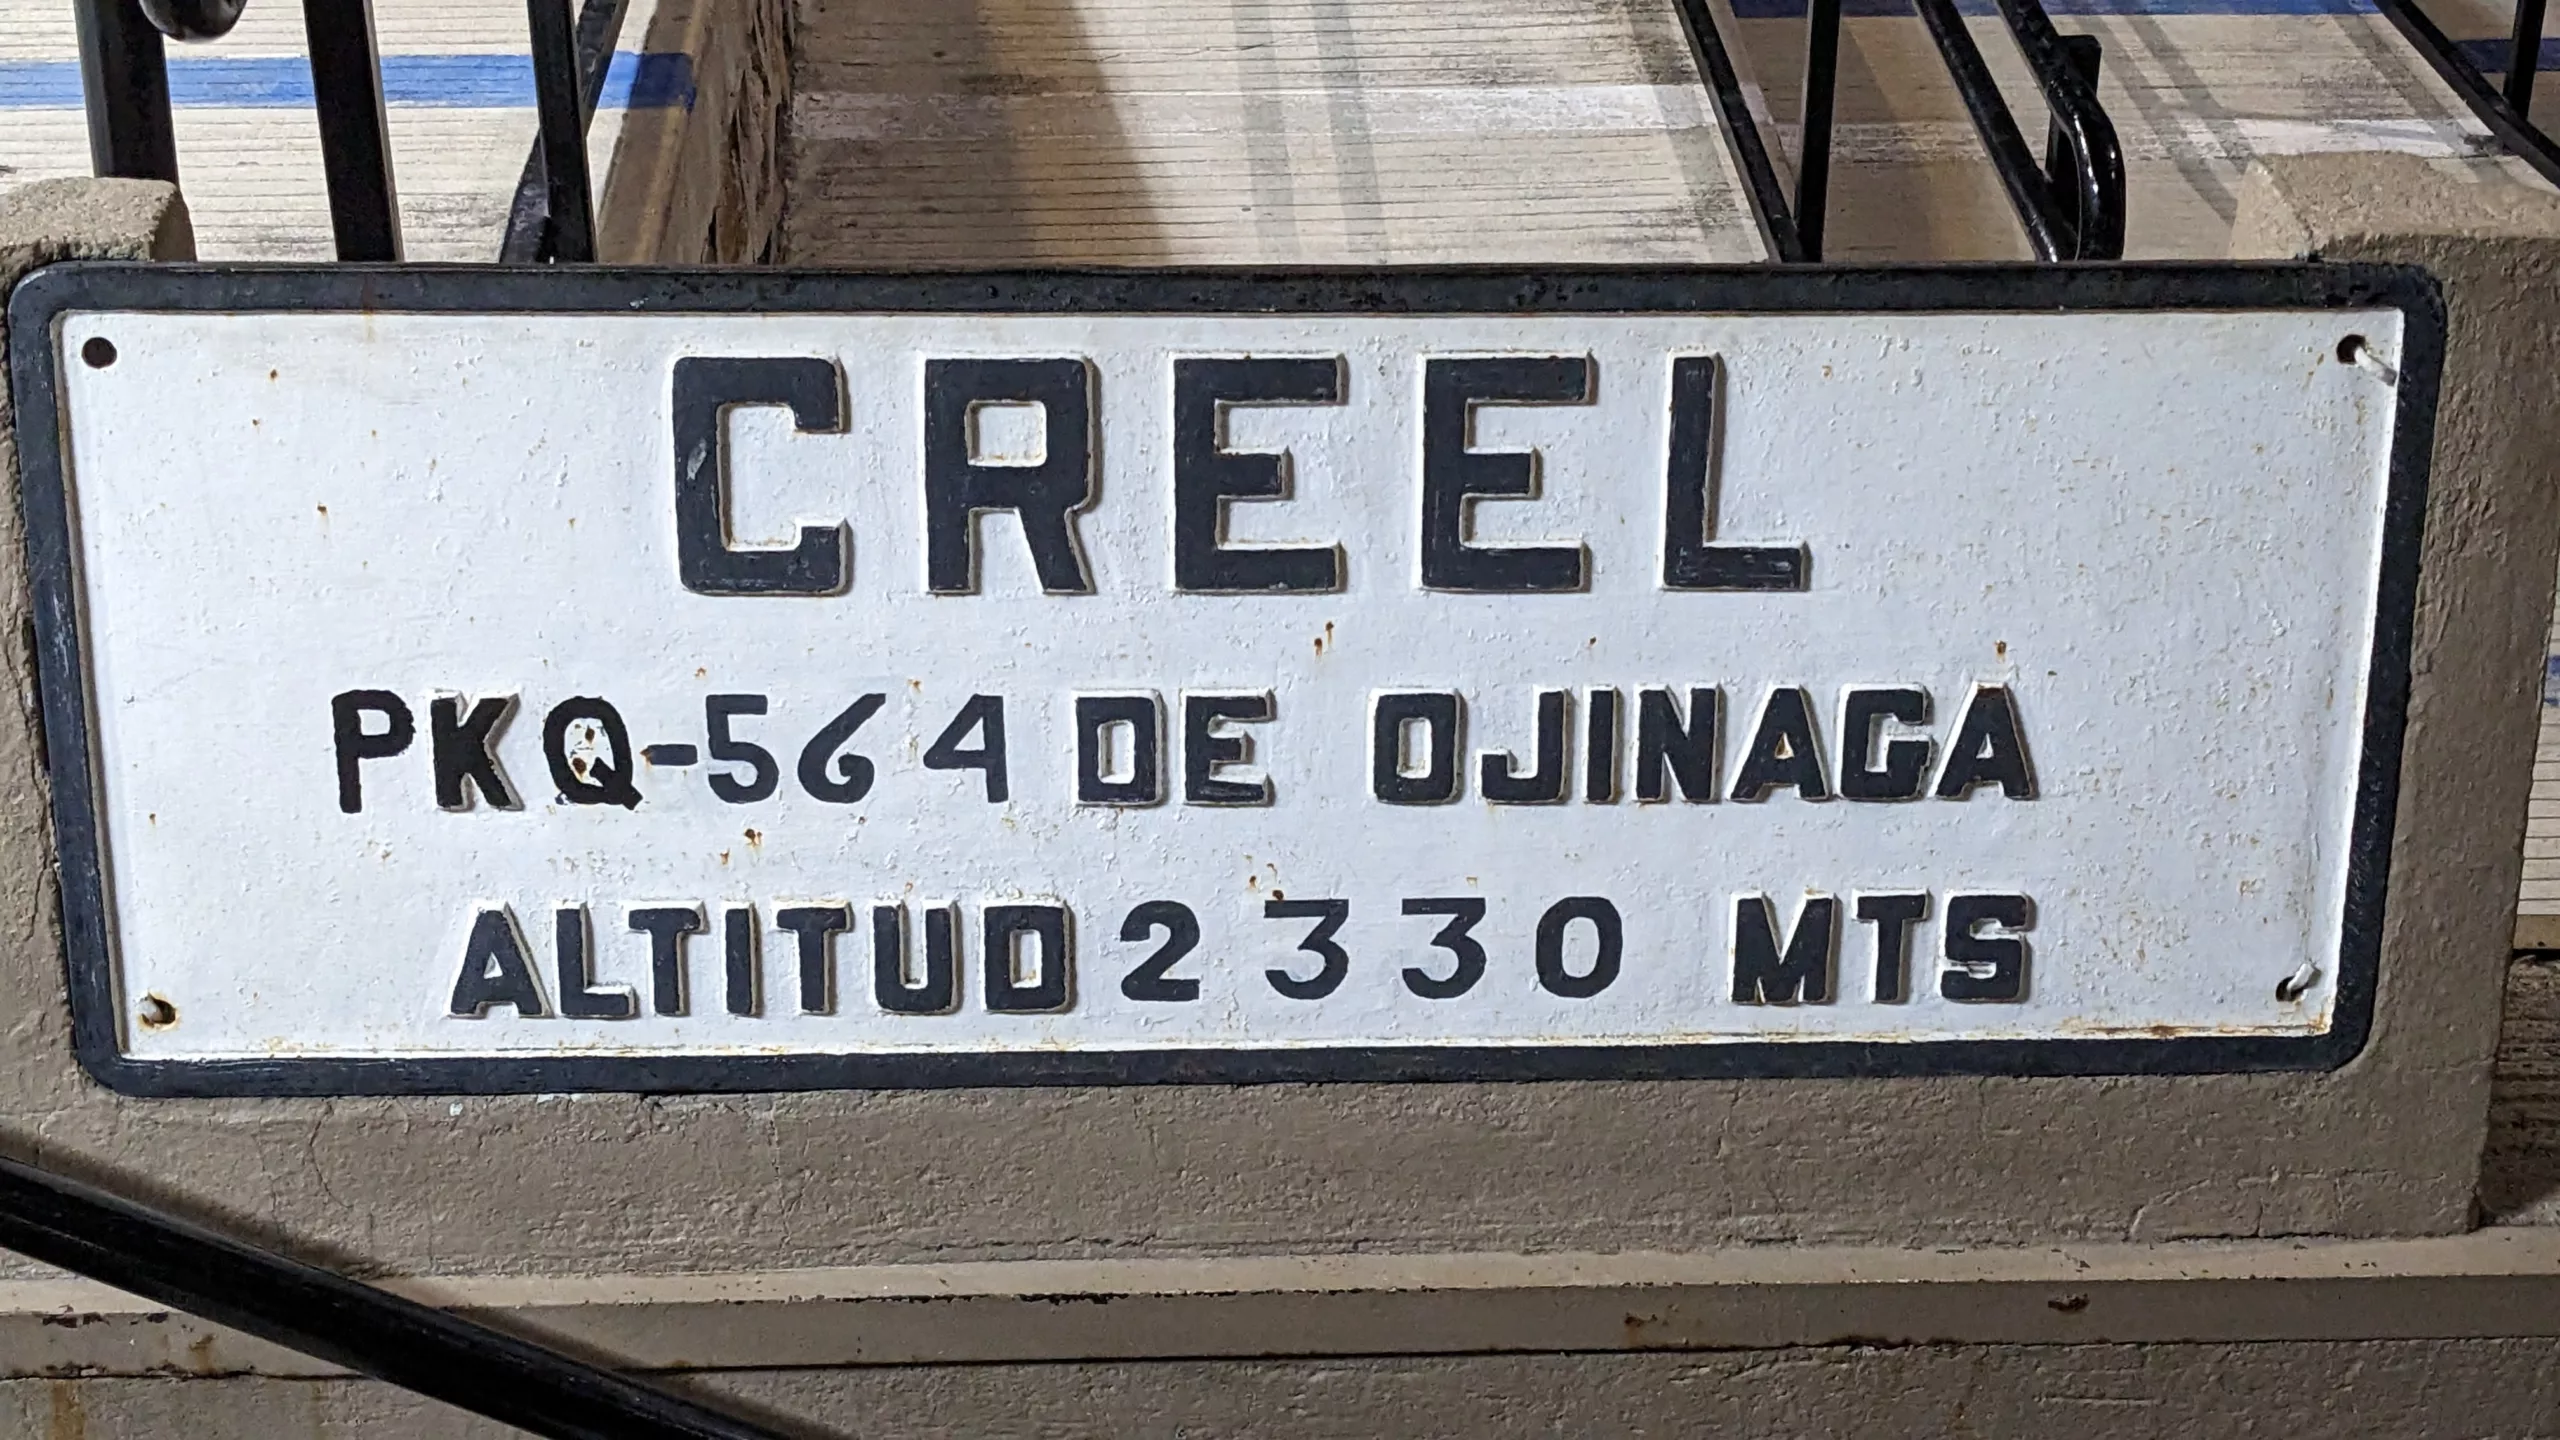 CREEL
PKQ-564 DE OJINAGA
ALTITUD 2330 MTS